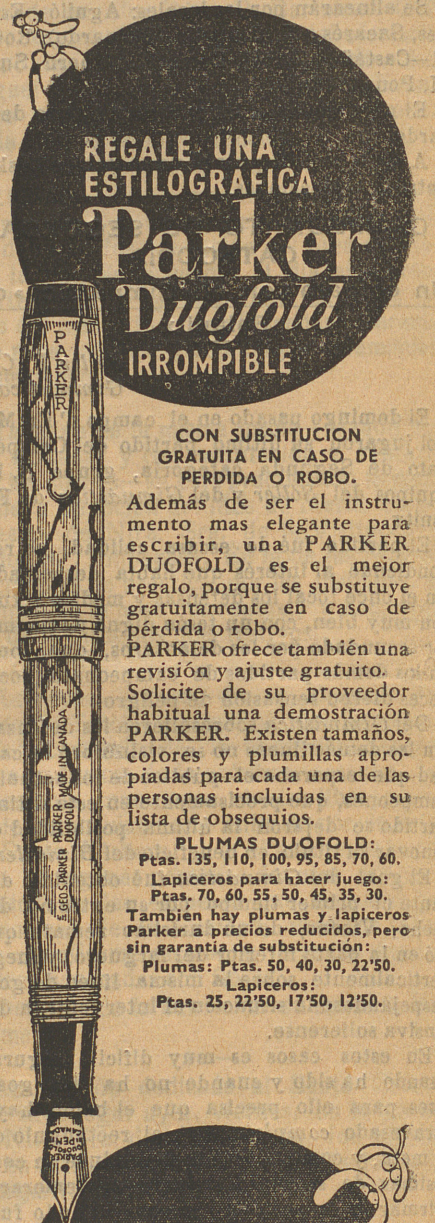 REGALE UNA
ESTILOGRAFICA
Parker
Duofold
IRROMPIBLE
PARKER
CON SUBSTITUCION
GRATUITA EN CASO DE
PERDIDA O ROBO.
Además de ser el instru-
mento mas elegante para
escribir, una PARKER
DUOFOLD es el mejor
regalo, porque se substituye
gratuitamente en caso de
pérdida o robo.
PARKER ofrece también una
revisión y ajuste gratuito.
Solicite de su proveedor
habitual una demostración
PARKER. Existen tamaños,
colores y plumillas apro-
piadas para cada una de las
personas incluidas en su
lista de obsequios.
PLUMAS DUOFOLD:
Ptas. 135, 110, 100, 95, 85, 70, 60.
Lapiceros para hacer juego:
Ptas. 70, 60, 55, 50, 45, 35, 30.
También hay plumas y lapiceros
Parker a precios reducidos, pero
sin garantía de substitución:
Plumas: Ptas. 50, 40, 30, 22'50.
Lapiceros:
Ptas. 25, 22'50, 17'50, 12'50.
GEO.S.PARKER
PARKER
DUOFOLD
MADE IN CANADA
PARKER
DUOFOLD
PEN
CANADA